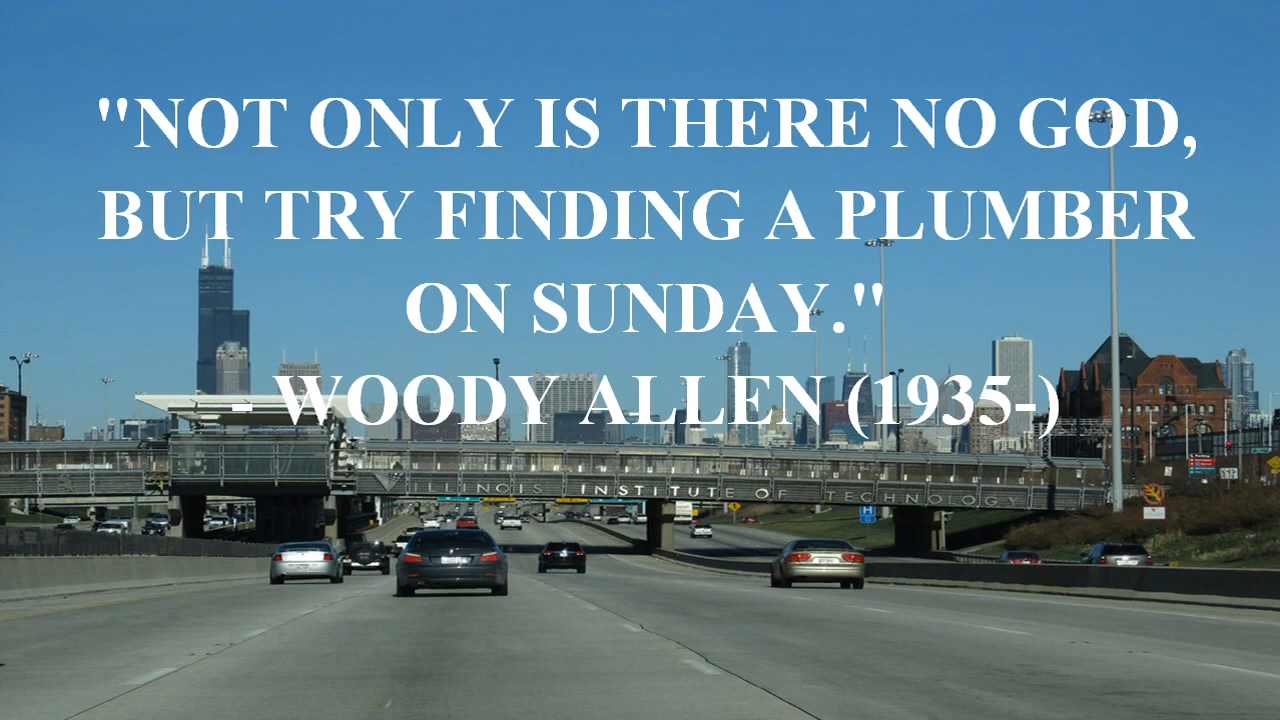 "NOT ONLY IS THERE NO GOD,
BUT TRY FINDING A PLUMBER
ON SUNDAY."
- WOODY ALLEN (1935-)
ILLINOIS INSTITUTE OF TECHNOLOGY
H